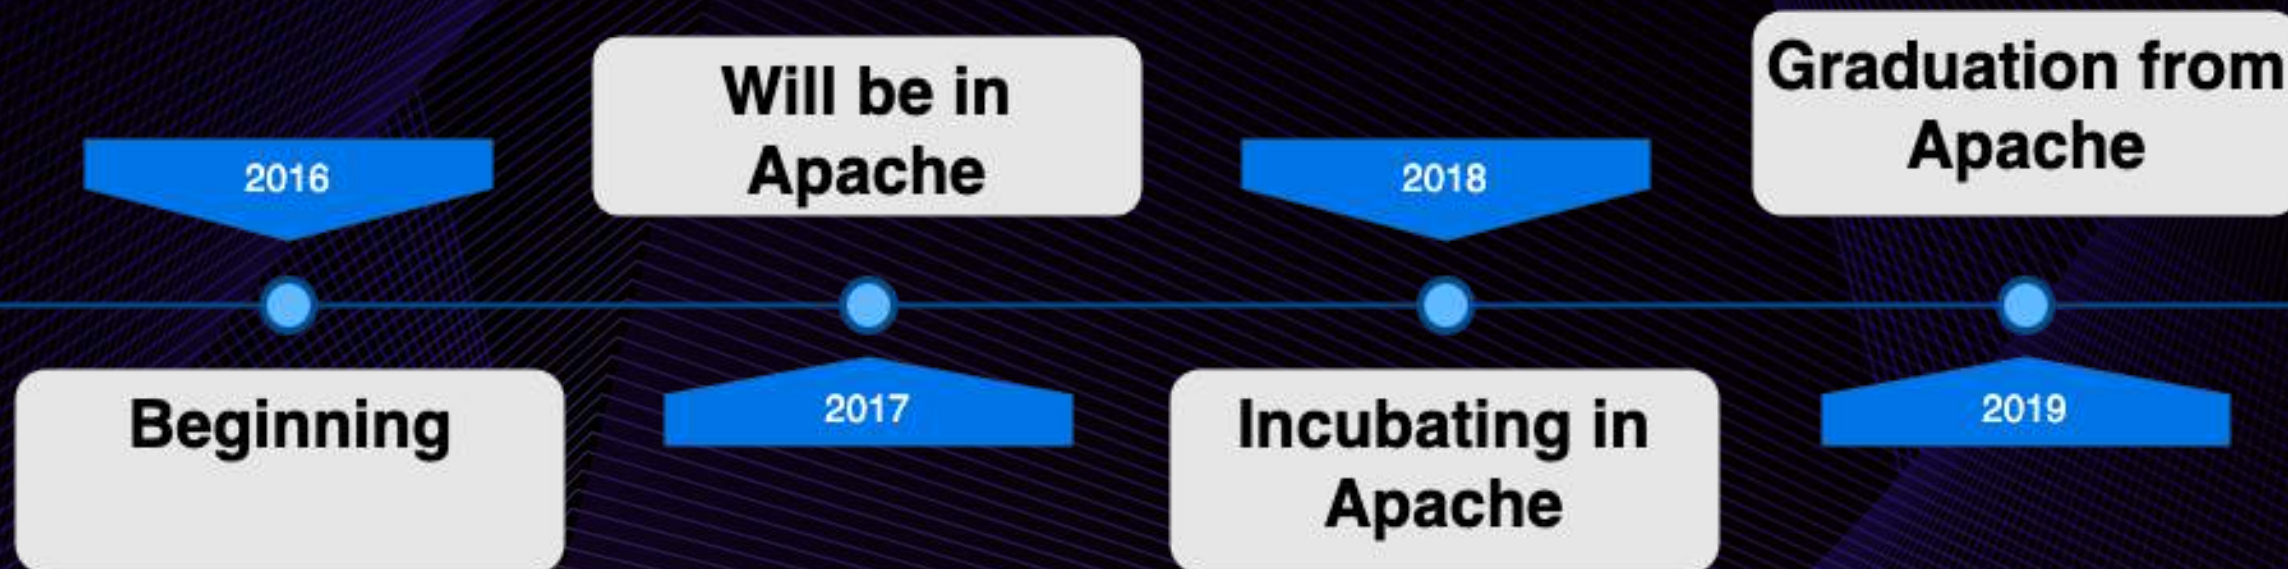 2016
Beginning
Will be in
Apache
2017
2018
Incubating in
Apache
Graduation from
Apache
2019